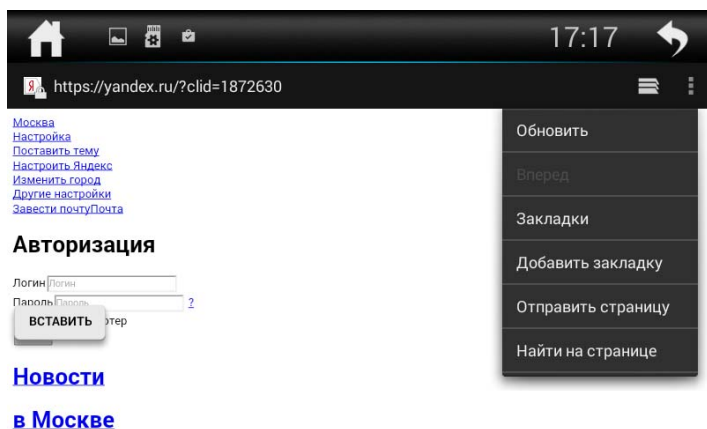 17:17
https://yandex.ru/?clid=1872630
Москва
Настройка
Поставить тему
Настроить Яндекс
Изменить город
Другие настройки
Завести почтуПочта
Авторизация
Логин Логин
Пароль Пароль ?
ВСТАВИТЬ ютер
Новости
в Москве
Обновить
Вперед
Закладки
Добавить закладку
Отправить страницу
Найти на странице